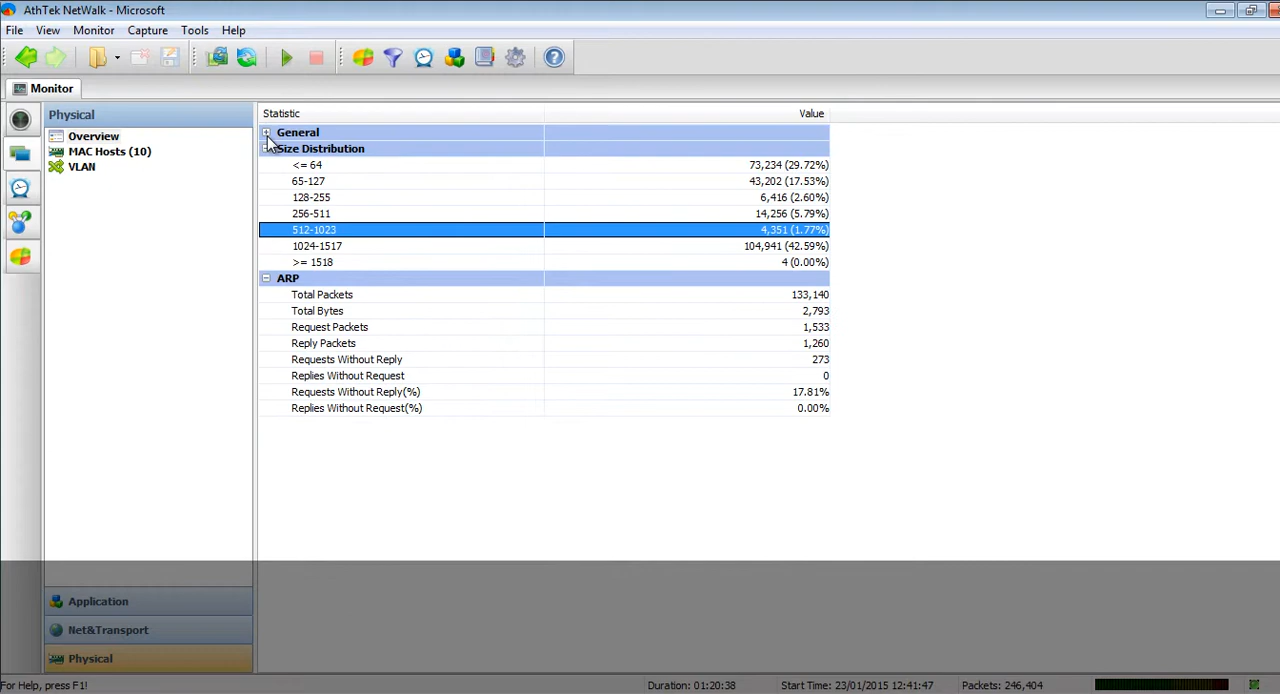 AthTek NetWalk - Microsoft
File View Monitor Capture Tools Help
Monitor
Physical
Overview
MAC Hosts (10)
VLAN
Statistic Value
General
Size Distribution
<= 64 73,234 (29.72%)
65-127 43,202 (17.53%)
128-255 6,416 (2.60%)
256-511 14,256 (5.79%)
512-1023 4,351 (1.77%)
1024-1517 104,941 (42.59%)
>= 1518 4 (0.00%)
ARP
Total Packets 133,140
Total Bytes 2,793
Request Packets 1,533
Reply Packets 1,260
Requests Without Reply 273
Replies Without Request 0
Requests Without Reply(%) 17.81%
Replies Without Request(%) 0.00%
Application
Net&Transport
Physical
For Help, press F1! Duration: 01:20:38 Start Time: 23/01/2015 12:41:47 Packets: 246,404